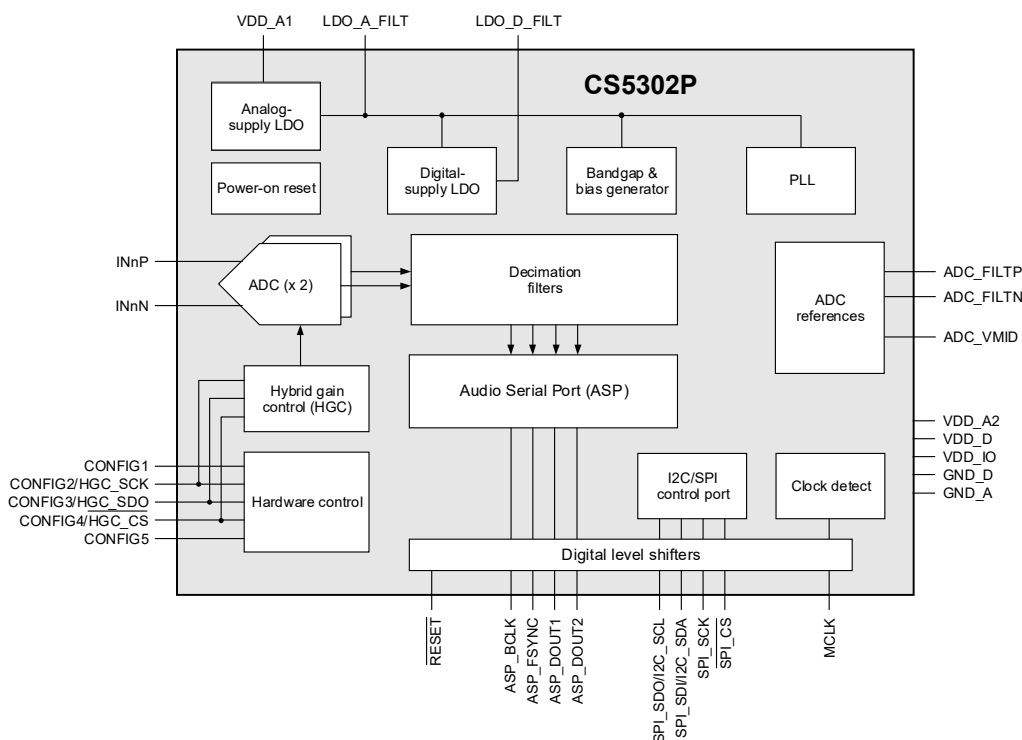 VDD_A1
LDO_A_FILT
LDO_D_FILT
CS5302P
Analog-
supply LDO
Digital-
supply LDO
Bandgap &
bias generator
PLL
Power-on reset
INnP
INnN
ADC (x 2)
Decimation
filters
ADC
references
ADC_FILTP
ADC_FILTN
ADC_VMID
Hybrid gain
control (HGC)
Audio Serial Port (ASP)
VDD_A2
VDD_D
VDD_IO
GND_D
GND_A
CONFIG1
CONFIG2/HGC_SCK
CONFIG3/HGC_SDO
CONFIG4/HGC_CS
CONFIG5
Hardware control
I2C/SPI
control port
Clock detect
Digital level shifters
RESET
ASP_BCLK
ASP_FSYNC
ASP_DOUT1
ASP_DOUT2
SPI_SDO/I2C_SCL
SPI_SDI/I2C_SDA
SPI_SCK
SPI_CS
MCLK